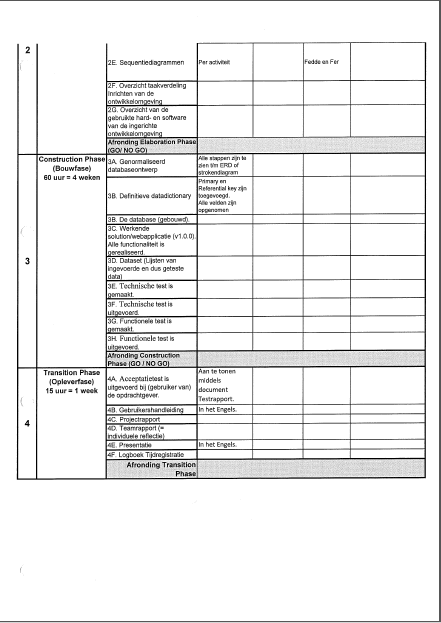 2
2E. Sequentiediagrammen
Per activiteit
Fedde en Fer
2F. Overzicht taakverdeling
Inrichten van de
ontwikkelomgeving
2G. Overzicht van de
gebruikte hard- en software
van de ingerichte
ontwikkelomgeving
Afronding Elaboration Phase
(GO/ NO GO)
3
Construction Phase
(Bouwfase)
60 uur = 4 weken
3A. Genormaliseerd
databaseontwerp
Alle stappen zijn te
zien t/m ERD of
strokendiagram
3B. Definitieve datadictionary
Primary en
Referential key zijn
toegevoegd.
Alle velden zijn
opgenomen
3B. De database (gebouwd).
3C. Werkende
solution/webapplicatie (v1.0.0).
Alle functionaliteit is
gerealiseerd.
3D. Dataset (Lijsten van
ingevoerde en dus geteste
data)
3E. Technische test is
gemaakt.
3F. Technische test is
uitgevoerd.
3G. Functionele test is
gemaakt.
3H. Functionele test is
uitgevoerd.
Afronding Construction
Phase (GO / NO GO)
4
Transition Phase
(Opleverfase)
15 uur = 1 week
4A. Acceptatietest is
uitgevoerd bij (gebruiker van)
de opdrachtgever.
Aan te tonen
middels
document
Testrapport.
4B. Gebruikershandleiding
In het Engels.
4C. Projectrapport
4D. Teamrapport (=
individuele reflectie)
4E. Presentatie
In het Engels.
4F. Logboek Tijdregistratie
Afronding Transition
Phase